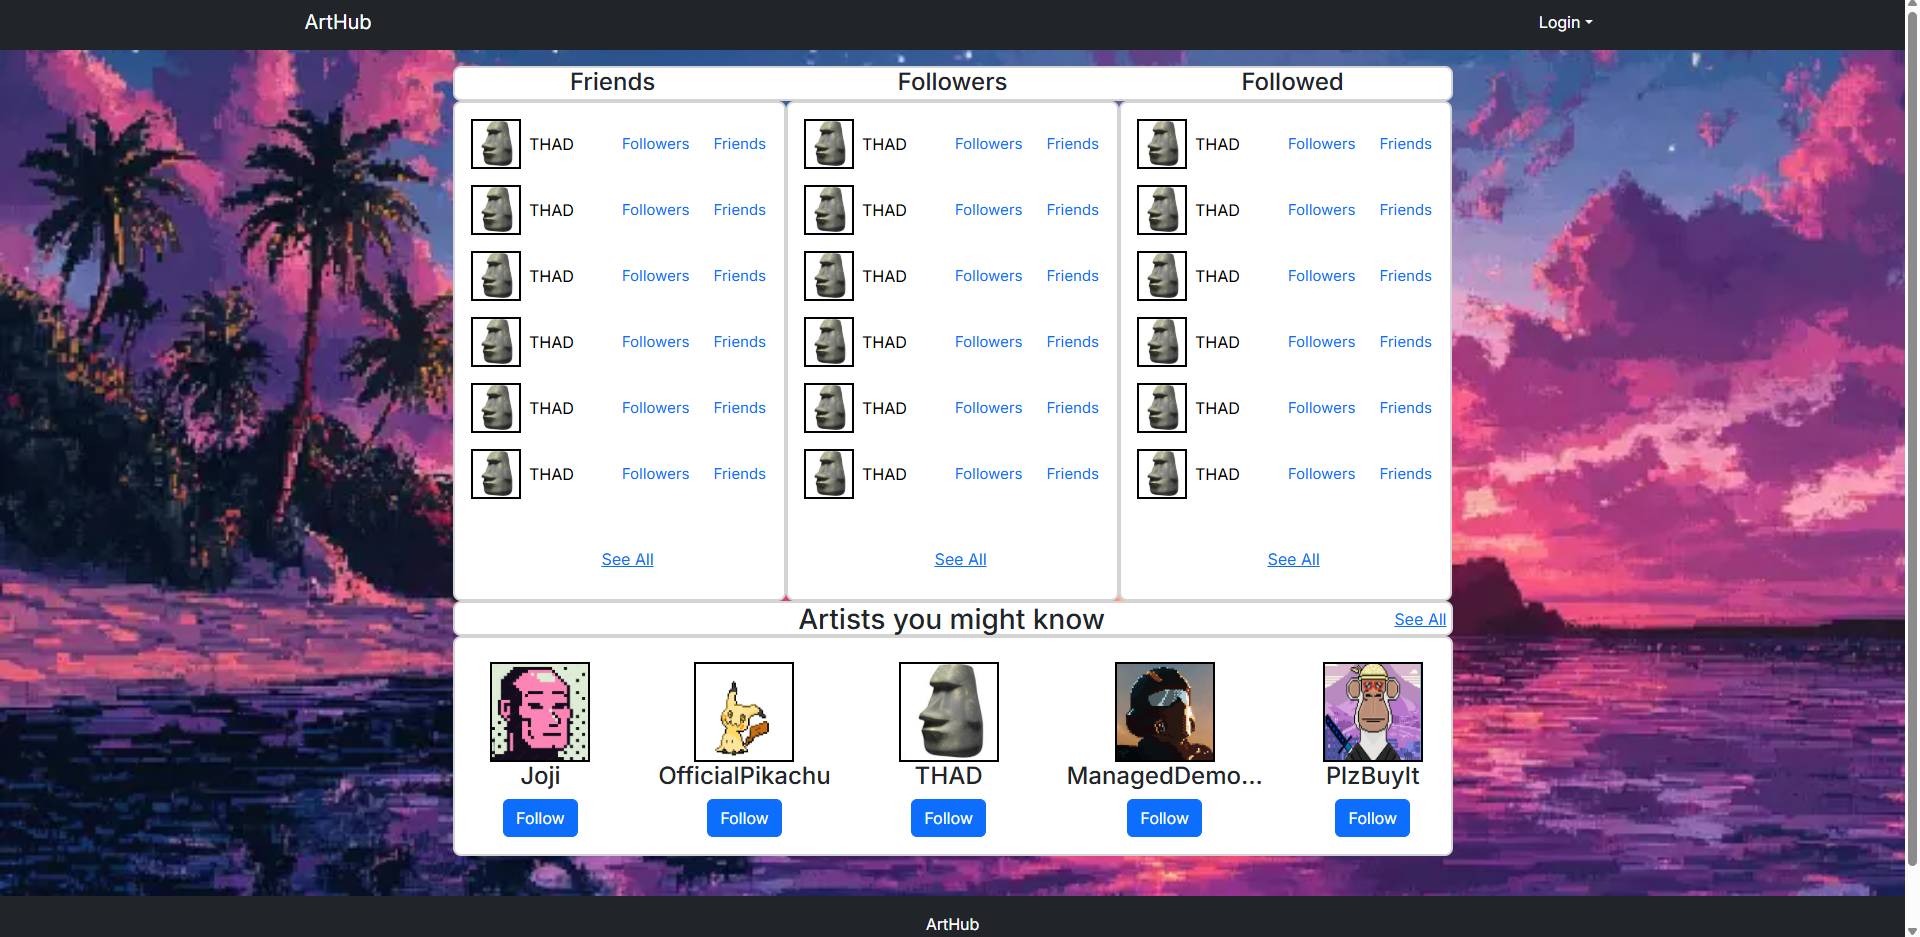 ArtHub Login
Friends Followers Followed
THAD Followers Friends THAD Followers Friends THAD Followers Friends
THAD Followers Friends THAD Followers Friends THAD Followers Friends
THAD Followers Friends THAD Followers Friends THAD Followers Friends
THAD Followers Friends THAD Followers Friends THAD Followers Friends
THAD Followers Friends THAD Followers Friends THAD Followers Friends
THAD Followers Friends THAD Followers Friends THAD Followers Friends
See All See All See All
Artists you might know See All
Joji OfficialPikachu THAD ManagedDemo... PlzBuyIt
Follow Follow Follow Follow Follow
ArtHub